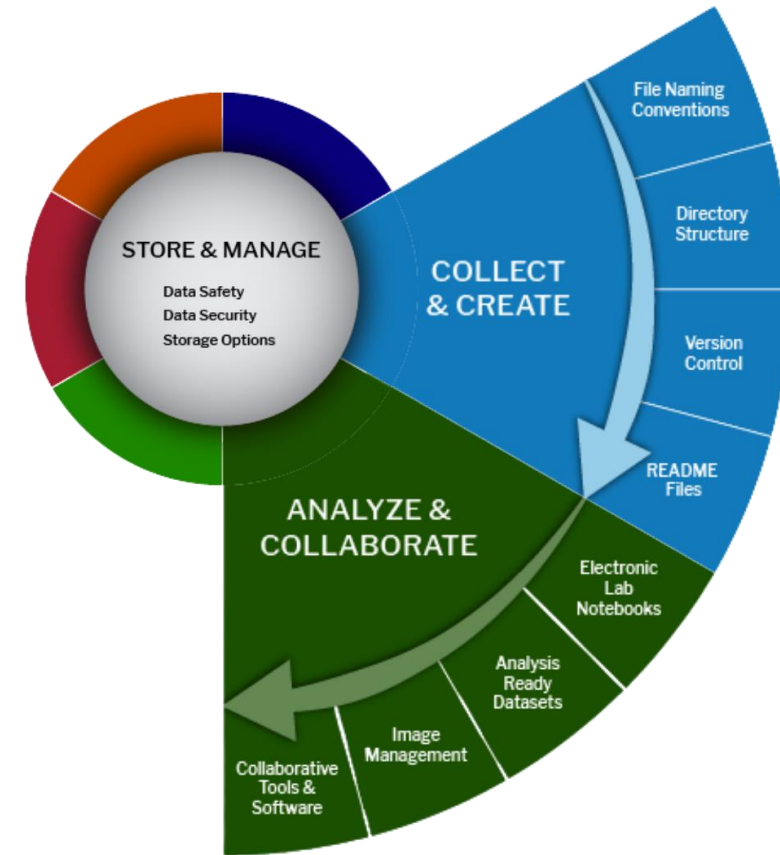 STORE & MANAGE
Data Safety
Data Security
Storage Options
COLLECT
& CREATE
File Naming
Conventions
Directory
Structure
Version
Control
README
Files
ANALYZE &
COLLABORATE
Electronic
Lab
Notebooks
Analysis
Ready
Datasets
Image
Management
Collaborative
Tools &
Software